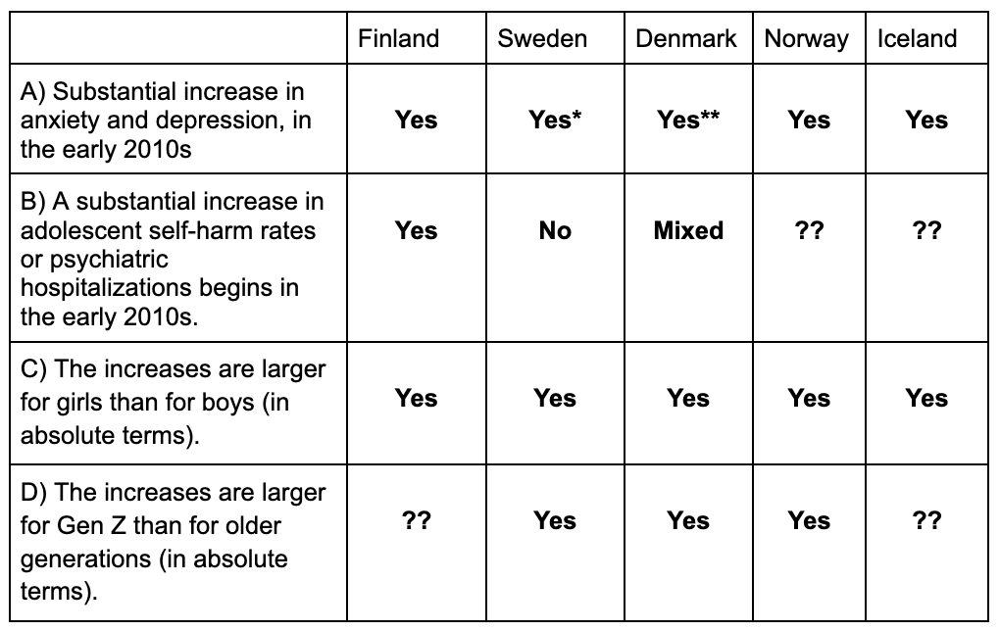 Finland Sweden Denmark Norway Iceland
A) Substantial increase in
anxiety and depression, in
the early 2010s
Yes Yes* Yes** Yes Yes
B) A substantial increase in
adolescent self-harm rates
or psychiatric
hospitalizations begins in
the early 2010s.
Yes No Mixed ?? ??
C) The increases are larger
for girls than for boys (in
absolute terms).
Yes Yes Yes Yes Yes
D) The increases are larger
for Gen Z than for older
generations (in absolute
terms).
?? Yes Yes Yes ??